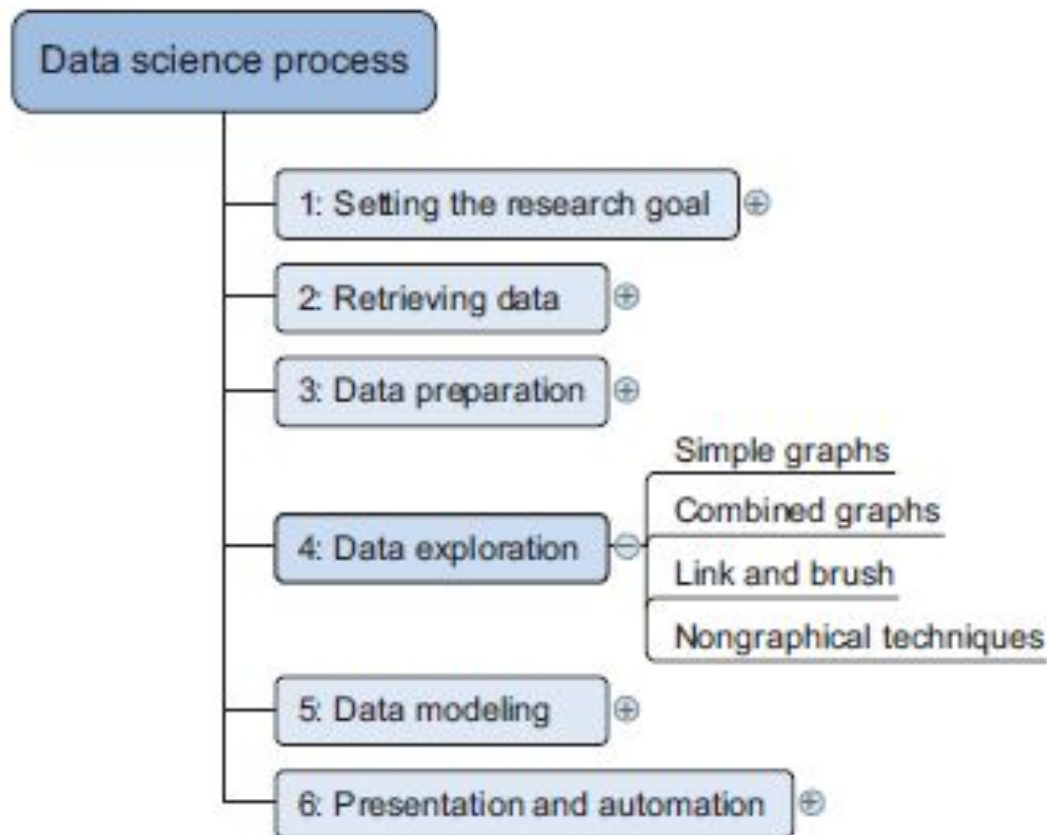 Data science process
1: Setting the research goal
2: Retrieving data
3: Data preparation
Simple graphs
Combined graphs
4: Data exploration
Link and brush
Nongraphical techniques
5: Data modeling
6: Presentation and automation